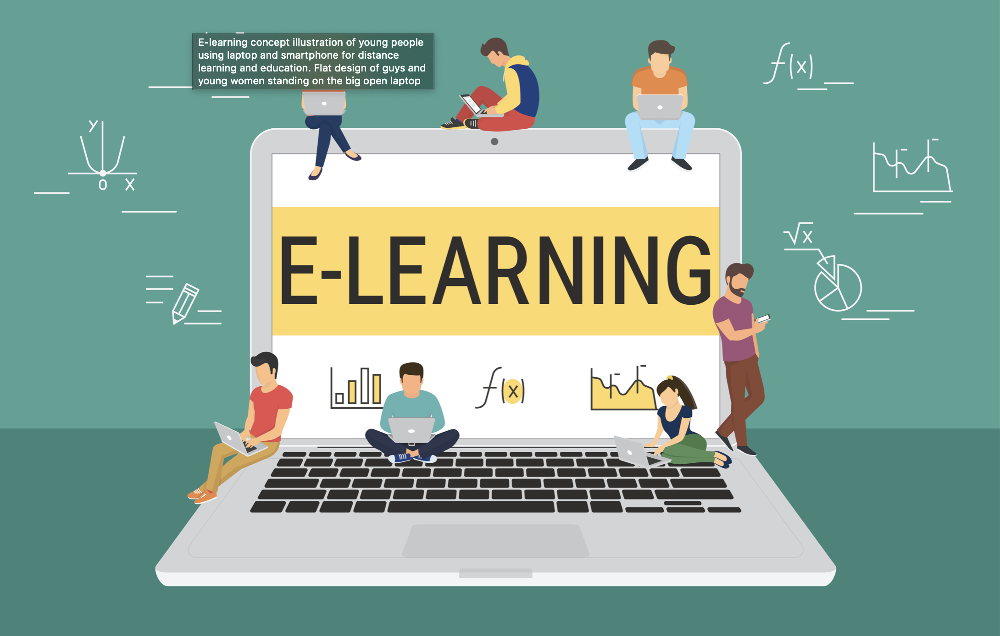 E-learning concept illustration of young people
using laptop and smartphone for distance
learning and education. Flat design of guys and
young women standing on the big open laptop
f(x)
y
0 x
√x
E-LEARNING
f(x)